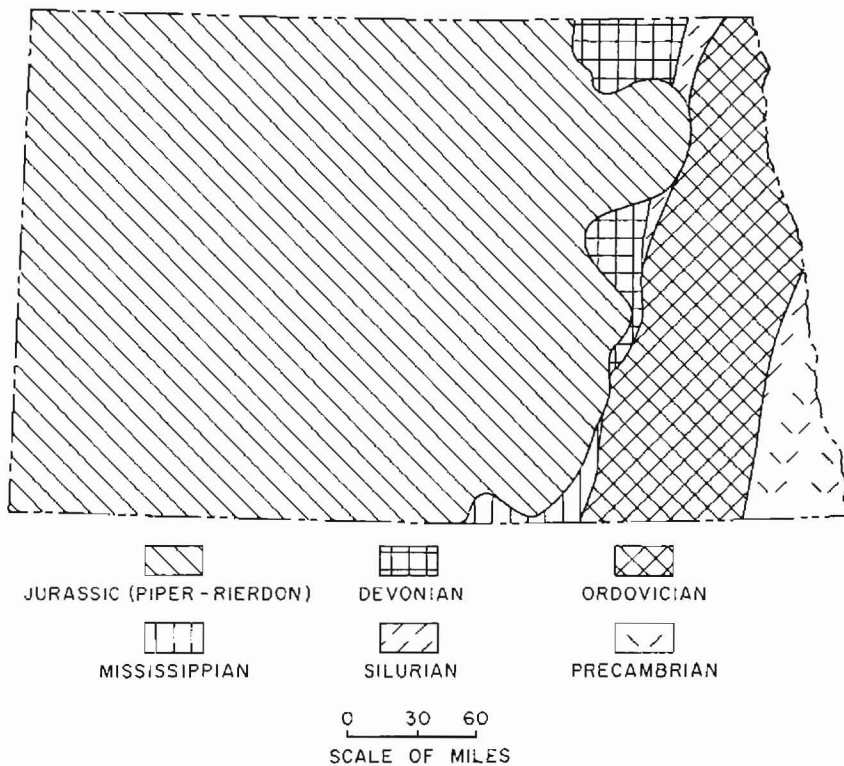 JURASSIC (PIPER-RIERDON)
DEVONIAN
ORDOVICIAN
MISSISSIPPIAN
SILURIAN
PRECAMBRIAN
0 30 60
SCALE OF MILES